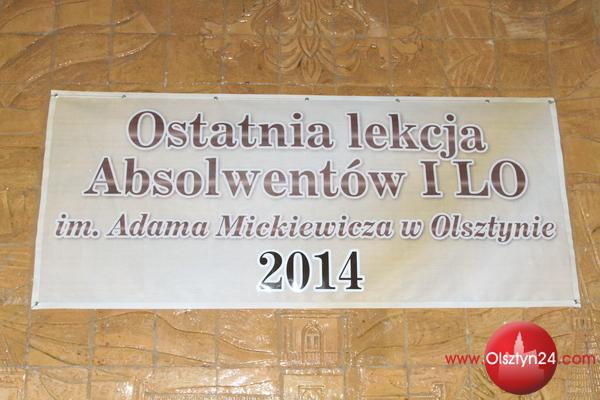 Ostatnia lekcja
Absolwentów I LO
im. Adama Mickiewicza w Olsztynie
2014
www.Olsztyn24.com